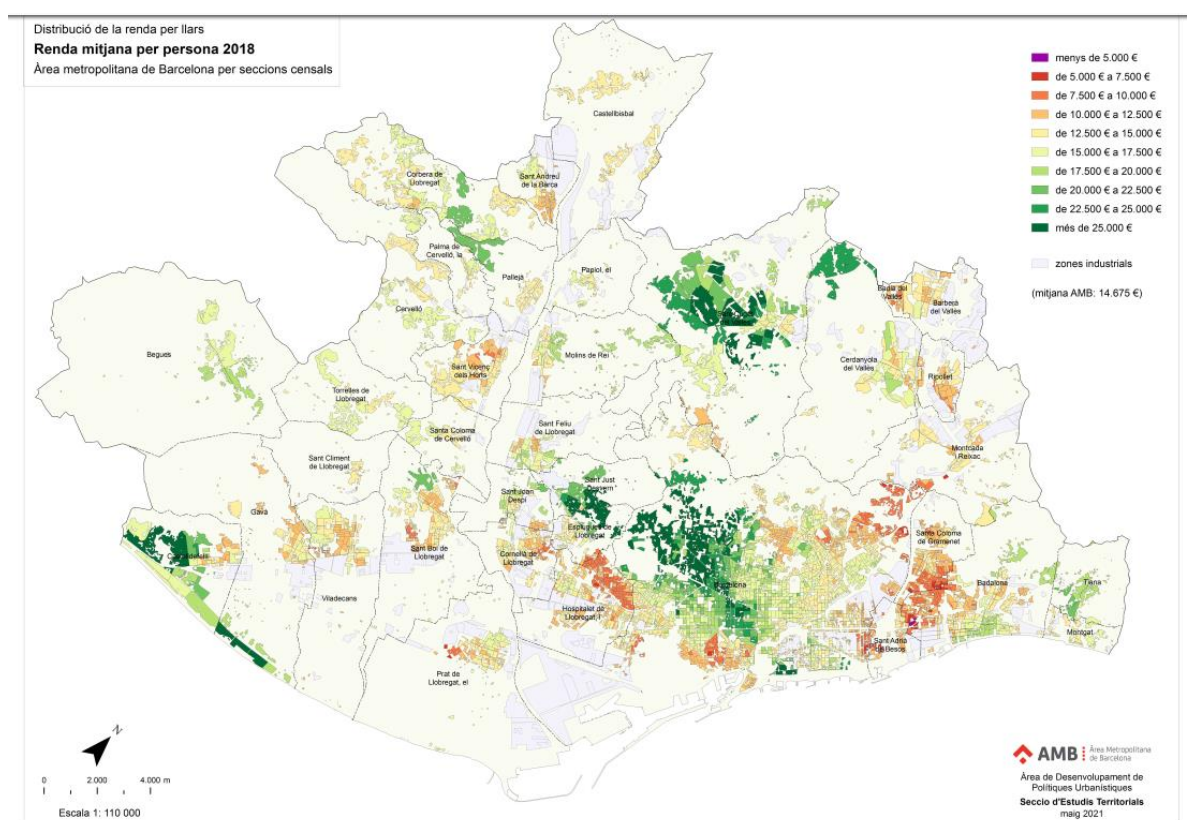 Distribució de la renda per llars
Renda mitjana per persona 2018
Àrea metropolitana de Barcelona per seccions censals
menys de 5.000 €
de 5.000 € a 7.500 €
de 7.500 € a 10.000 €
de 10.000 € a 12.500 €
de 12.500 € a 15.000 €
de 15.000 € a 17.500 €
de 17.500 € a 20.000 €
de 20.000 € a 22.500 €
de 22.500 € a 25.000 €
més de 25.000 €
zones industrials
(mitjana AMB: 14.675 €)
Castellbisbal
Corbera de
Llobregat
Sant Andreu
de la Barca
Palma de
Cervelló, la
Pallejà
Papiol, el
Badia del
Vallès
Barberà
del Vallès
Cervelló
Begues
Molins de Rei
Sant Vicenç
dels Horts
Cerdanyola
del Vallès
Ripollet
Torrelles de
Llobregat
Santa Coloma
de Cervelló
Sant Feliu
de Llobregat
Montcada
i Reixac
Sant Climent
de Llobregat
Sant Just
Desvern
Sant Joan
Despí
Gavà
Esplugues de
Llobregat
Santa Coloma
de Gramenet
Sant Boi de
Llobregat
Cornellà de
Llobregat
Barcelona
Badalona
Tiana
Viladecans
Hospitalet de
Llobregat, l'
Montgat
Sant Adrià
de Besòs
Prat de
Llobregat, el
N
0 2.000 4.000 m
Escala 1: 110 000
AMB
Àrea Metropolitana
de Barcelona
Àrea de Desenvolupament de
Polítiques Urbanístiques
Seccio d'Estudis Territorials
maig 2021